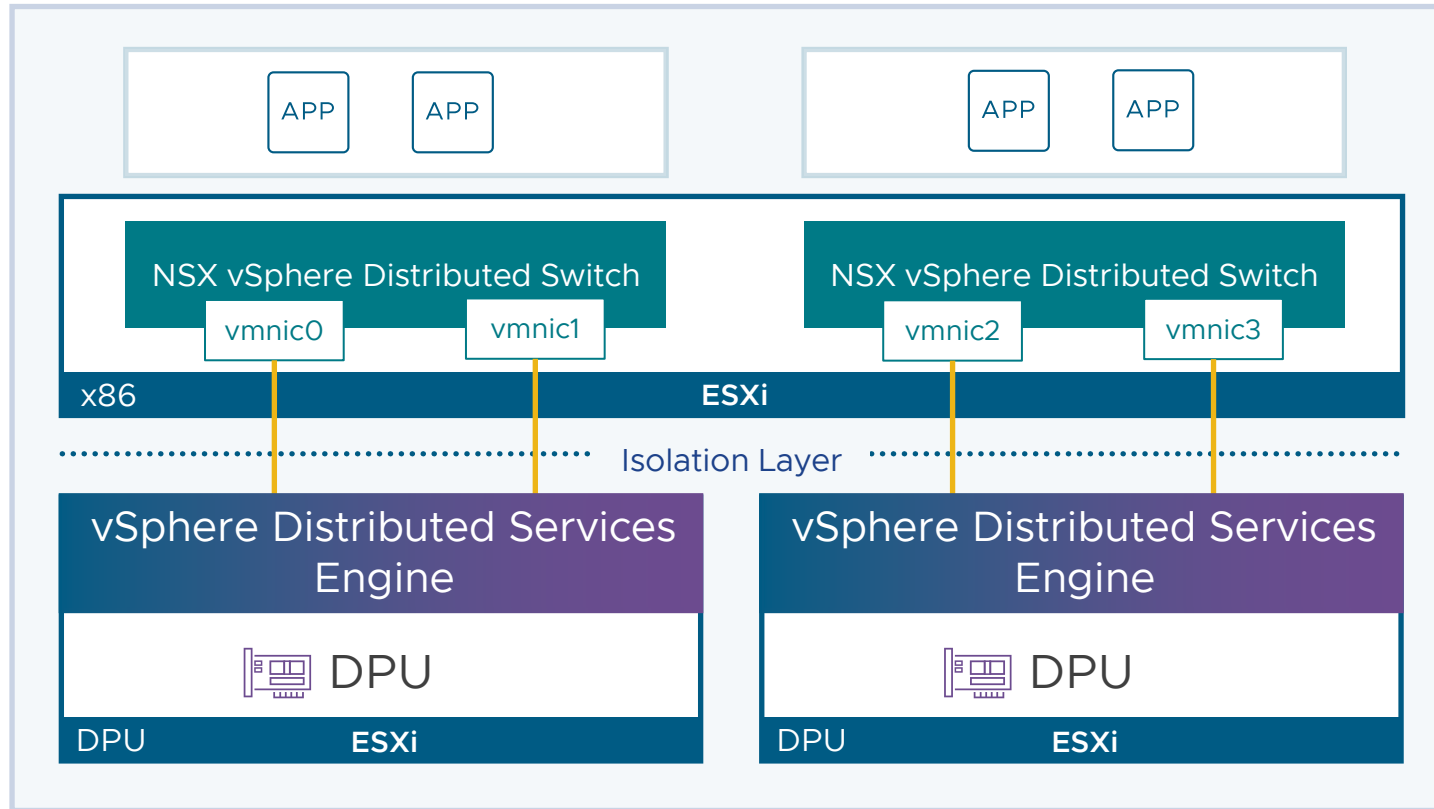 APP
APP
APP
APP
NSX vSphere Distributed Switch
NSX vSphere Distributed Switch
vmnic0
vmnic1
vmnic2
vmnic3
x86
ESXi
Isolation Layer
vSphere Distributed Services
Engine
vSphere Distributed Services
Engine
DPU
DPU
DPU
ESXi
DPU
ESXi